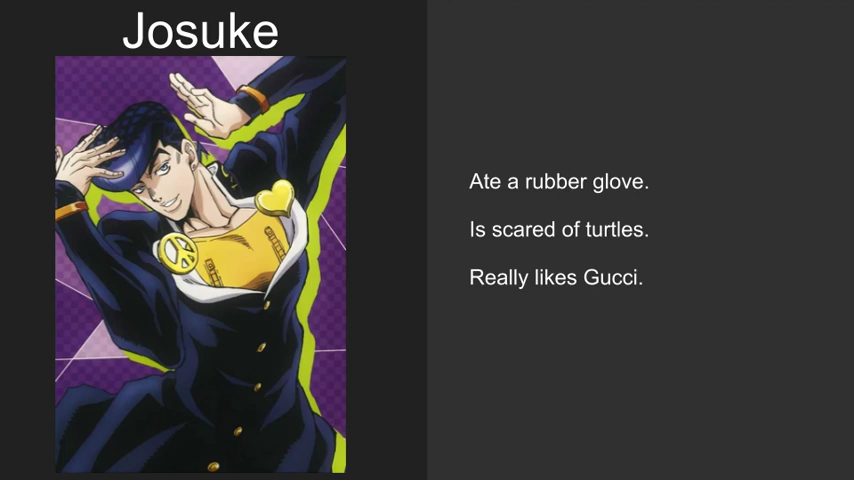 Josuke
Ate a rubber glove.
Is scared of turtles.
Really likes Gucci.